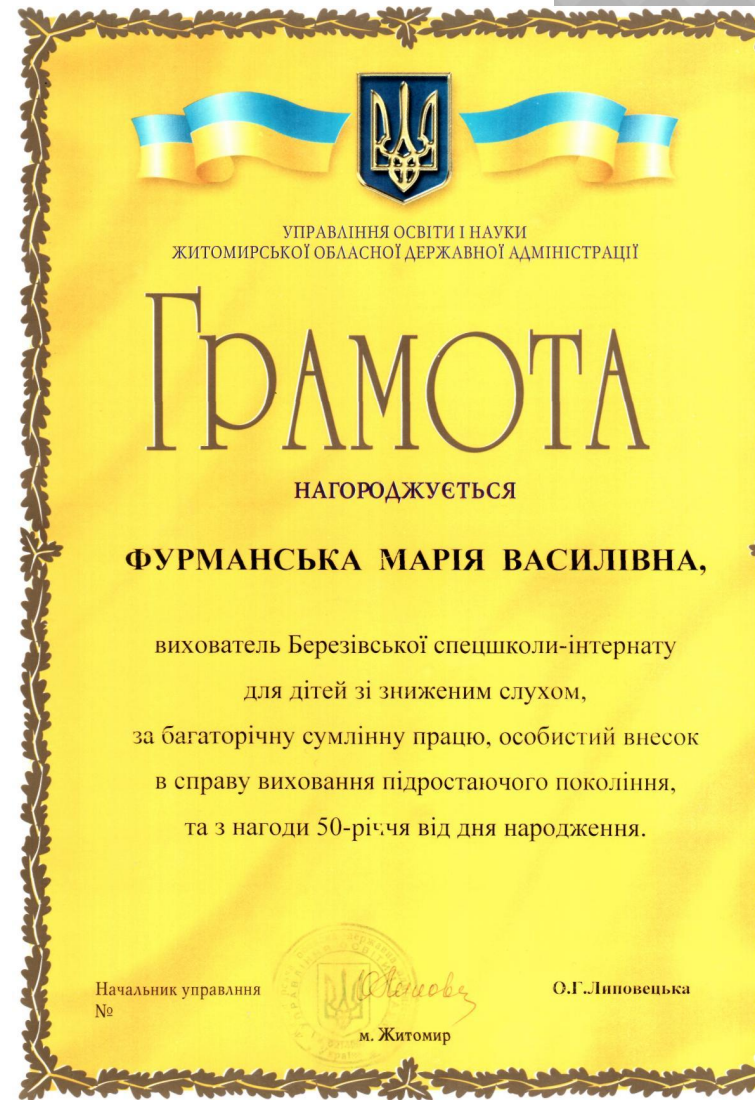 УПРАВЛІННЯ ОСВІТИ І НАУКИ
ЖИТОМИРСЬКОЇ ОБЛАСНОЇ ДЕРЖАВНОЇ АДМІНІСТРАЦІЇ
ГРАМОТА
НАГОРОДЖУЄТЬСЯ
ФУРМАНСЬКА МАРІЯ ВАСИЛІВНА,
вихователь Березівської спецшколи-інтернату
для дітей зі зниженим слухом,
за багаторічну сумлінну працю, особистий внесок
в справу виховання підростаючого покоління,
та з нагоди 50-річчя від дня народження.
Начальник управлння О.Г.Липовецька
№
м. Житомир